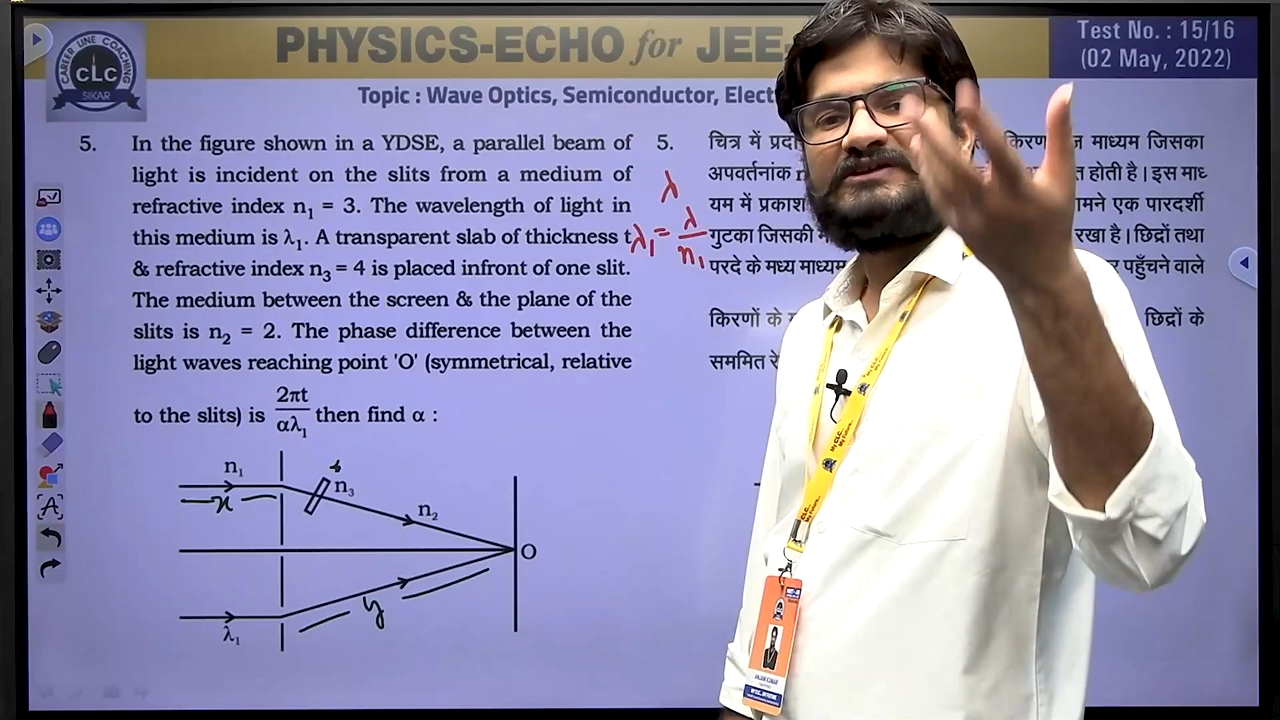 PHYSICS-ECHO for JEE-
Test No. : 15/16
(02 May, 2022)
CAREER LINE COACHING
CLC
SIKAR
Topic : Wave Optics, Semiconductor, Elect
5. In the figure shown in a YDSE, a parallel beam of
light is incident on the slits from a medium of
refractive index n₁ = 3. The wavelength of light in
this medium is λ₁. A transparent slab of thickness t
& refractive index n₃ = 4 is placed infront of one slit.
The medium between the screen & the plane of the
slits is n₂ = 2. The phase difference between the
light waves reaching point 'O' (symmetrical, relative
to the slits) is 2πt/αλ₁ then find α :
λ
λ₁ = λ/n₁
5. चित्र में माध्यम जिसका
अपवर्तनांक होती है। इस माध
यम में प्रकाश एक पारदर्शी
गुटका जिसकी रखा है। छिद्रों तथा
परदे के मध्य पहुँचने वाले
किरणों के छिद्रों के
सममित
n₁
x
t
n₃
n₂
O
y
λ₁
A